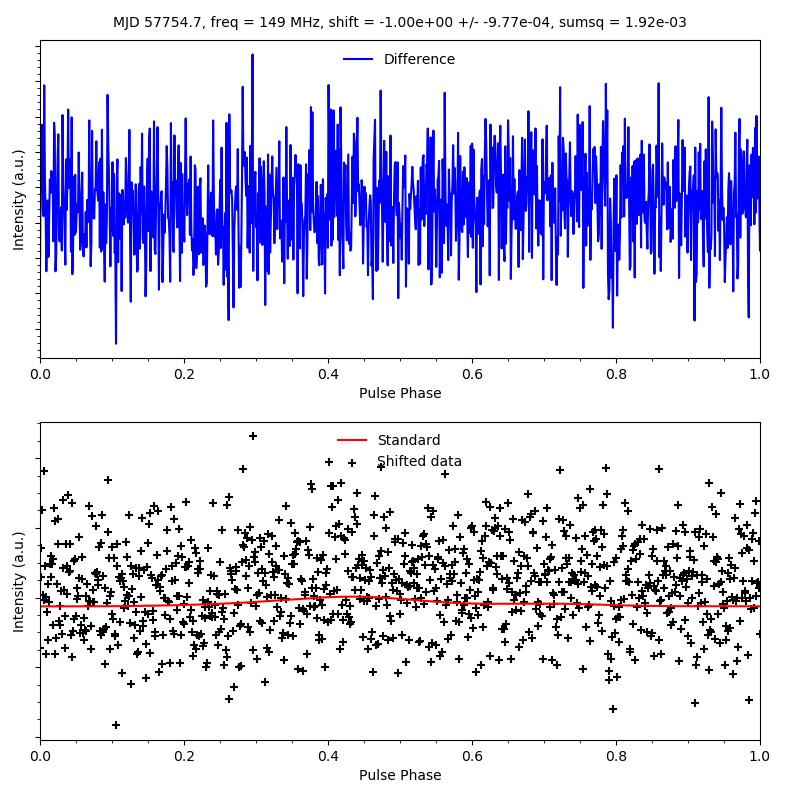 MJD 57754.7, freq = 149 MHz, shift = -1.00e+00 +/- -9.77e-04, sumsq = 1.92e-03
Difference
Intensity (a.u.)
0.0 0.2 0.4 0.6 0.8 1.0
Pulse Phase
Standard
Shifted data
Intensity (a.u.)
0.0 0.2 0.4 0.6 0.8 1.0
Pulse Phase